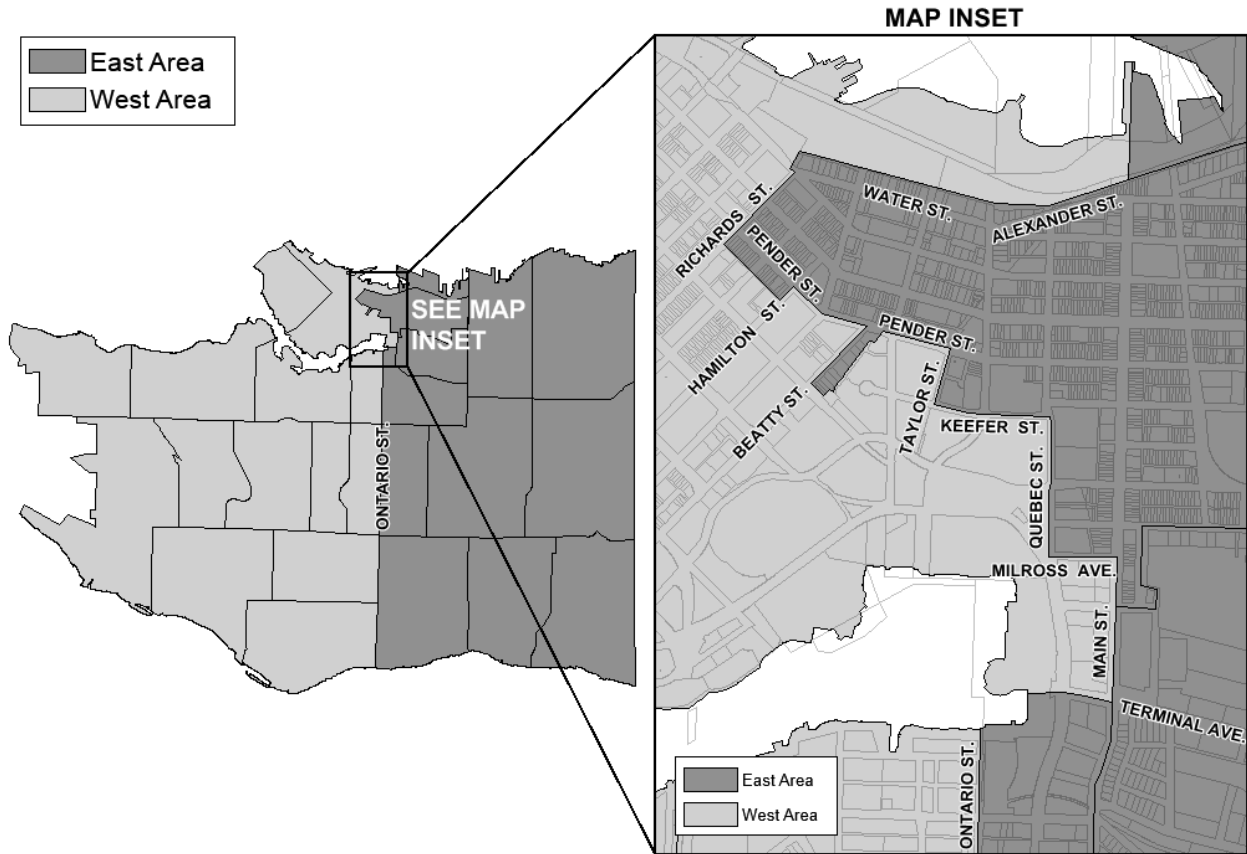 MAP INSET
East Area
West Area
SEE MAP
INSET
ONTARIO ST.
WATER ST.
ALEXANDER ST.
RICHARDS ST.
PENDER ST.
HAMILTON ST.
PENDER ST.
BEATTY ST.
TAYLOR ST.
KEEFER ST.
QUEBEC ST.
MILROSS AVE.
MAIN ST.
TERMINAL AVE.
ONTARIO ST.
East Area
West Area